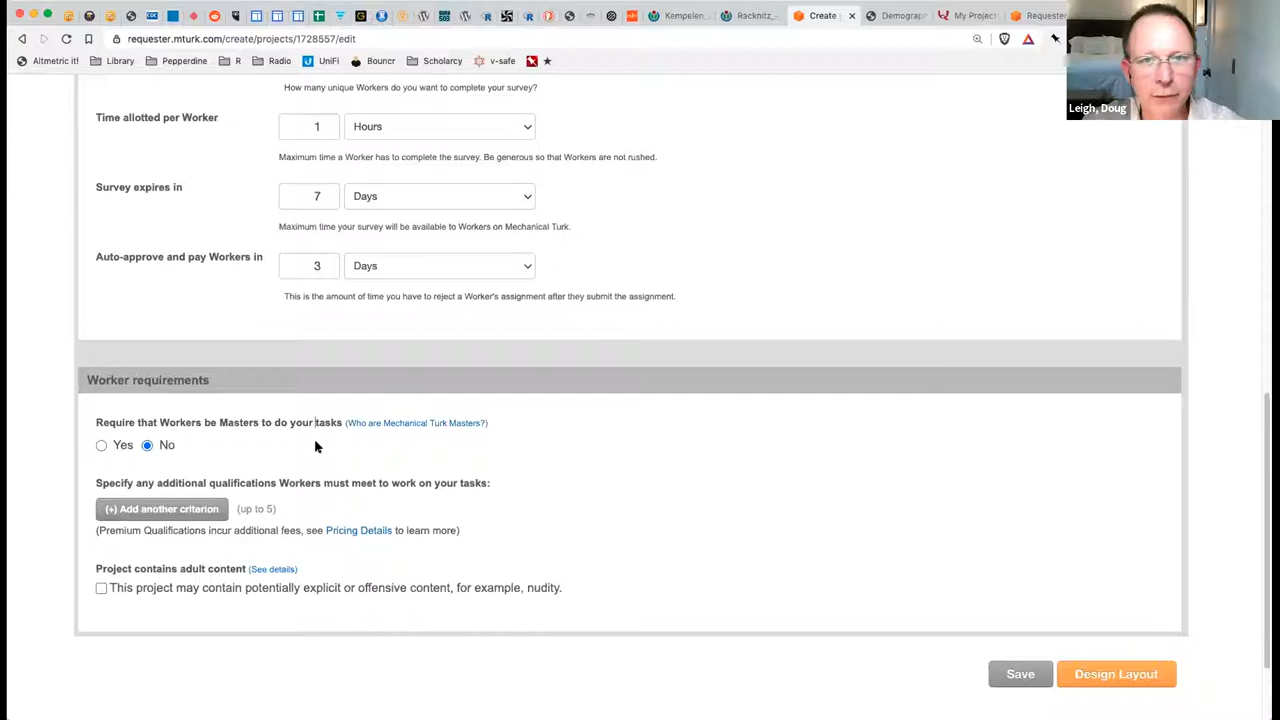 Kempelen
Racknitz_
Create
Demograp
My Project
Requeste
requester.mturk.com/create/projects/1728557/edit
Altmetric it!
Library
Pepperdine
R
Radio
UniFi
Bouncr
Scholarcy
v-safe
Leigh, Doug
How many unique Workers do you want to complete your survey?
Time allotted per Worker
1
Hours
Maximum time a Worker has to complete the survey. Be generous so that Workers are not rushed.
Survey expires in
7
Days
Maximum time your survey will be available to Workers on Mechanical Turk.
Auto-approve and pay Workers in
3
Days
This is the amount of time you have to reject a Worker's assignment after they submit the assignment.
Worker requirements
Require that Workers be Masters to do your tasks (Who are Mechanical Turk Masters?)
Yes No
Specify any additional qualifications Workers must meet to work on your tasks:
(+) Add another criterion (up to 5)
(Premium Qualifications incur additional fees, see Pricing Details to learn more)
Project contains adult content (See details)
This project may contain potentially explicit or offensive content, for example, nudity.
Save
Design Layout